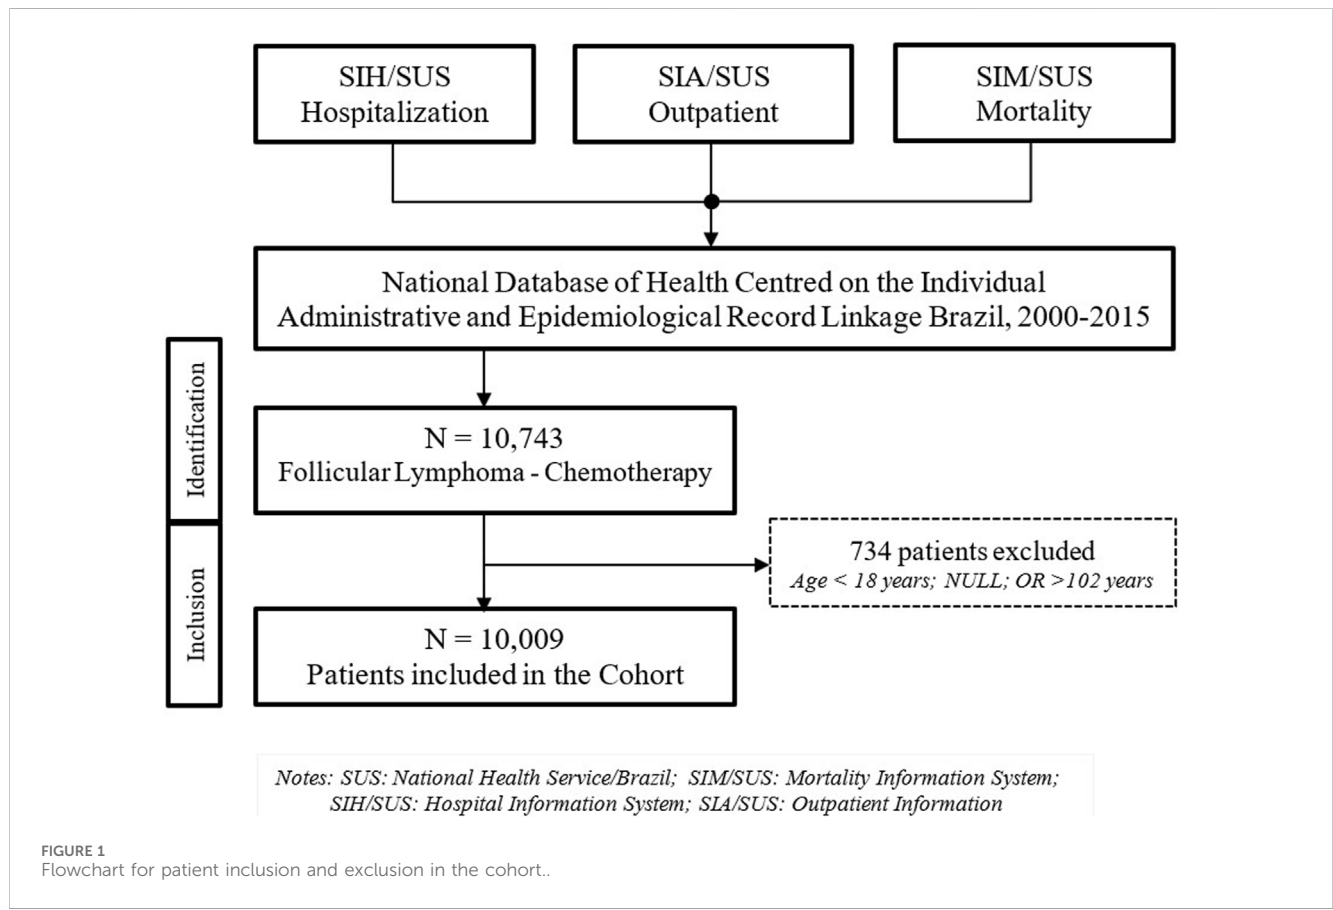 SIH/SUS
Hospitalization
SIA/SUS
Outpatient
SIM/SUS
Mortality
National Database of Health Centred on the Individual
Administrative and Epidemiological Record Linkage Brazil, 2000-2015
Identification
N = 10,743
Follicular Lymphoma - Chemotherapy
734 patients excluded
Age < 18 years; NULL; OR >102 years
Inclusion
N = 10,009
Patients included in the Cohort
Notes: SUS: National Health Service/Brazil; SIM/SUS: Mortality Information System;
SIH/SUS: Hospital Information System; SIA/SUS: Outpatient Information
FIGURE 1
Flowchart for patient inclusion and exclusion in the cohort..